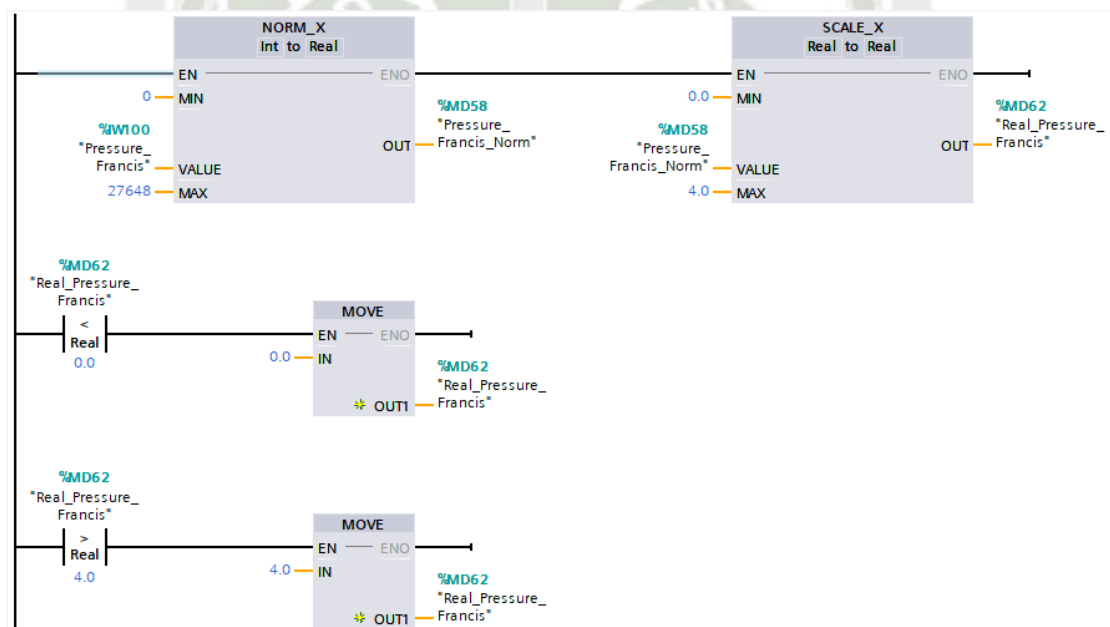 NORM_X
Int to Real
EN
ENO
0
MIN
%IW100
"Pressure_
Francis"
VALUE
27648
MAX
OUT
%MD58
"Pressure_
Francis_Norm"
SCALE_X
Real to Real
EN
ENO
0.0
MIN
%MD58
"Pressure_
Francis_Norm"
VALUE
4.0
MAX
OUT
%MD62
"Real_Pressure_
Francis"
%MD62
"Real_Pressure_
Francis"
<
Real
0.0
MOVE
EN
ENO
0.0
IN
OUT1
%MD62
"Real_Pressure_
Francis"
%MD62
"Real_Pressure_
Francis"
>
Real
4.0
MOVE
EN
ENO
4.0
IN
OUT1
%MD62
"Real_Pressure_
Francis"